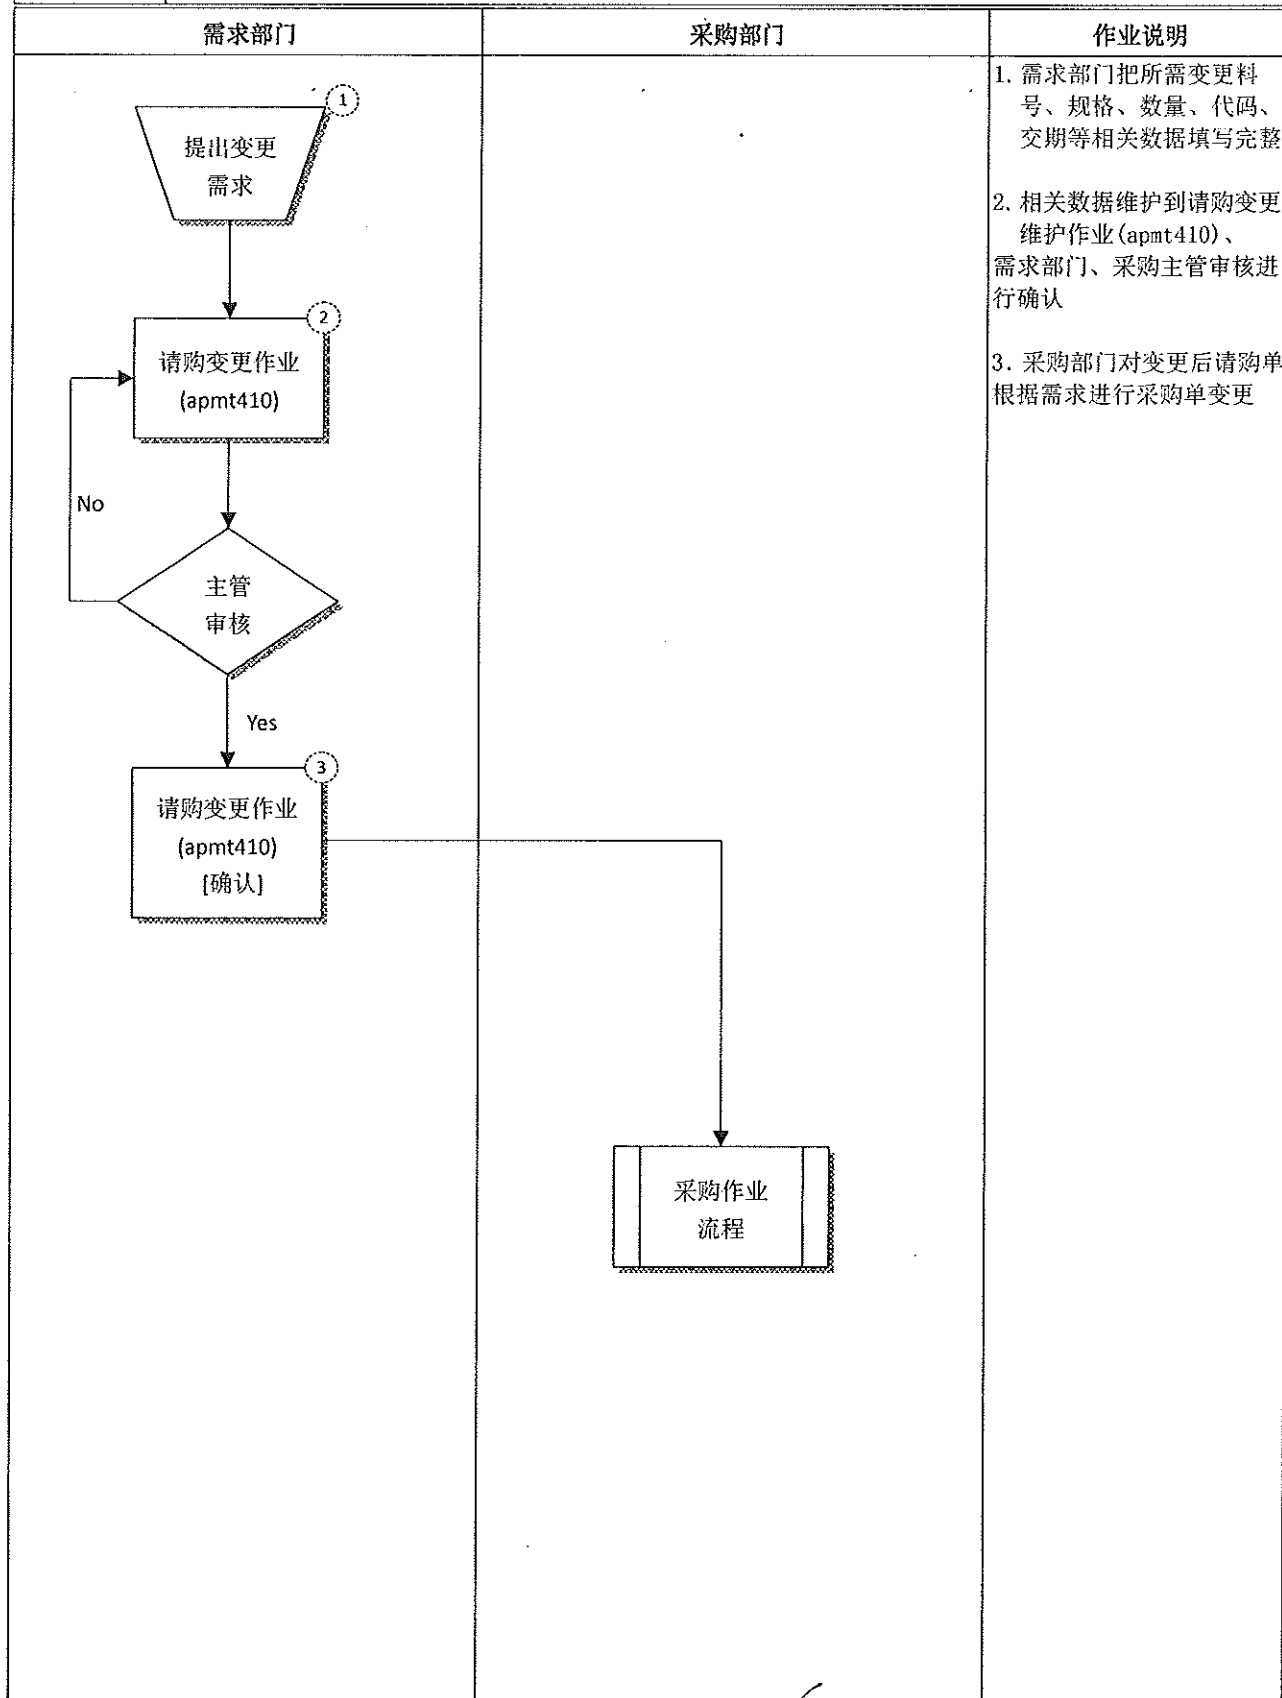 需求部门
采购部门
作业说明
1
提出变更
需求
2
请购变更作业
(apmt410)
No
主管
审核
Yes
3
请购变更作业
(apmt410)
[确认]
采购作业
流程
1. 需求部门把所需变更料
号、规格、数量、代码、
交期等相关数据填写完整
2. 相关数据维护到请购变更
维护作业(apmt410)、
需求部门、采购主管审核进
行确认
3. 采购部门对变更后请购单
根据需求进行采购单变更